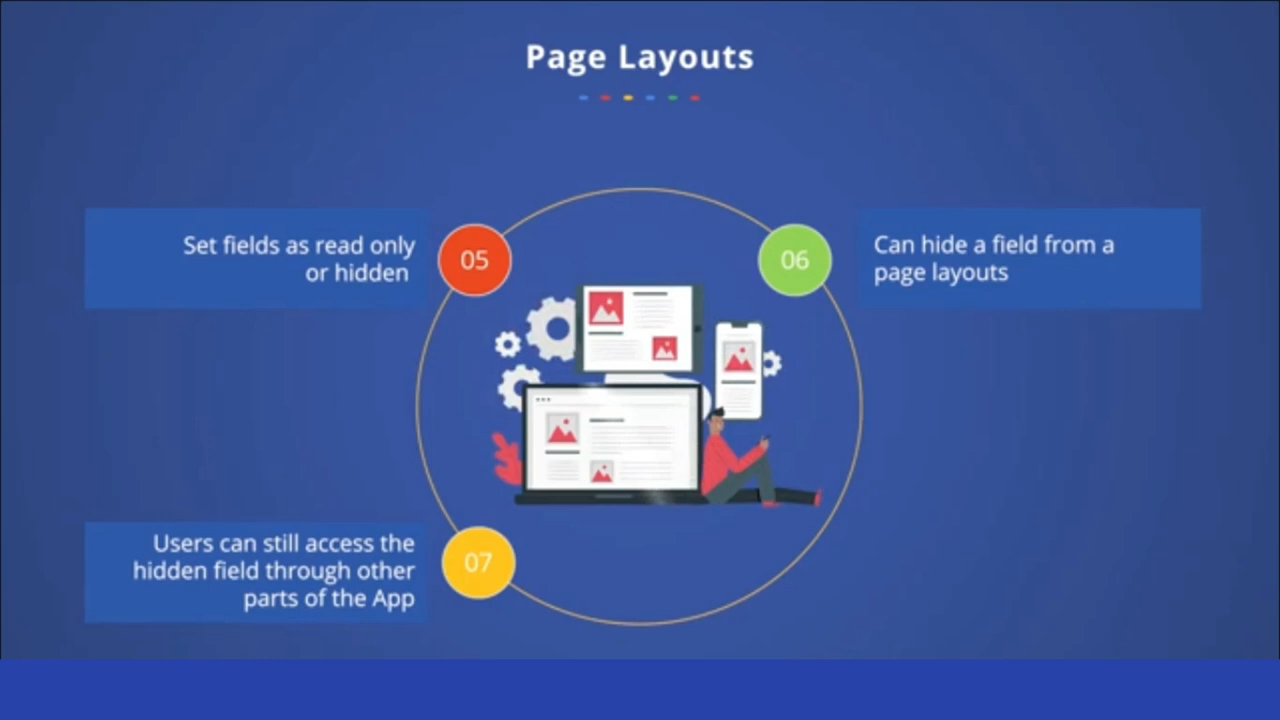 Page Layouts
Set fields as read only
or hidden
05
06
Can hide a field from a
page layouts
Users can still access the
hidden field through other
parts of the App
07